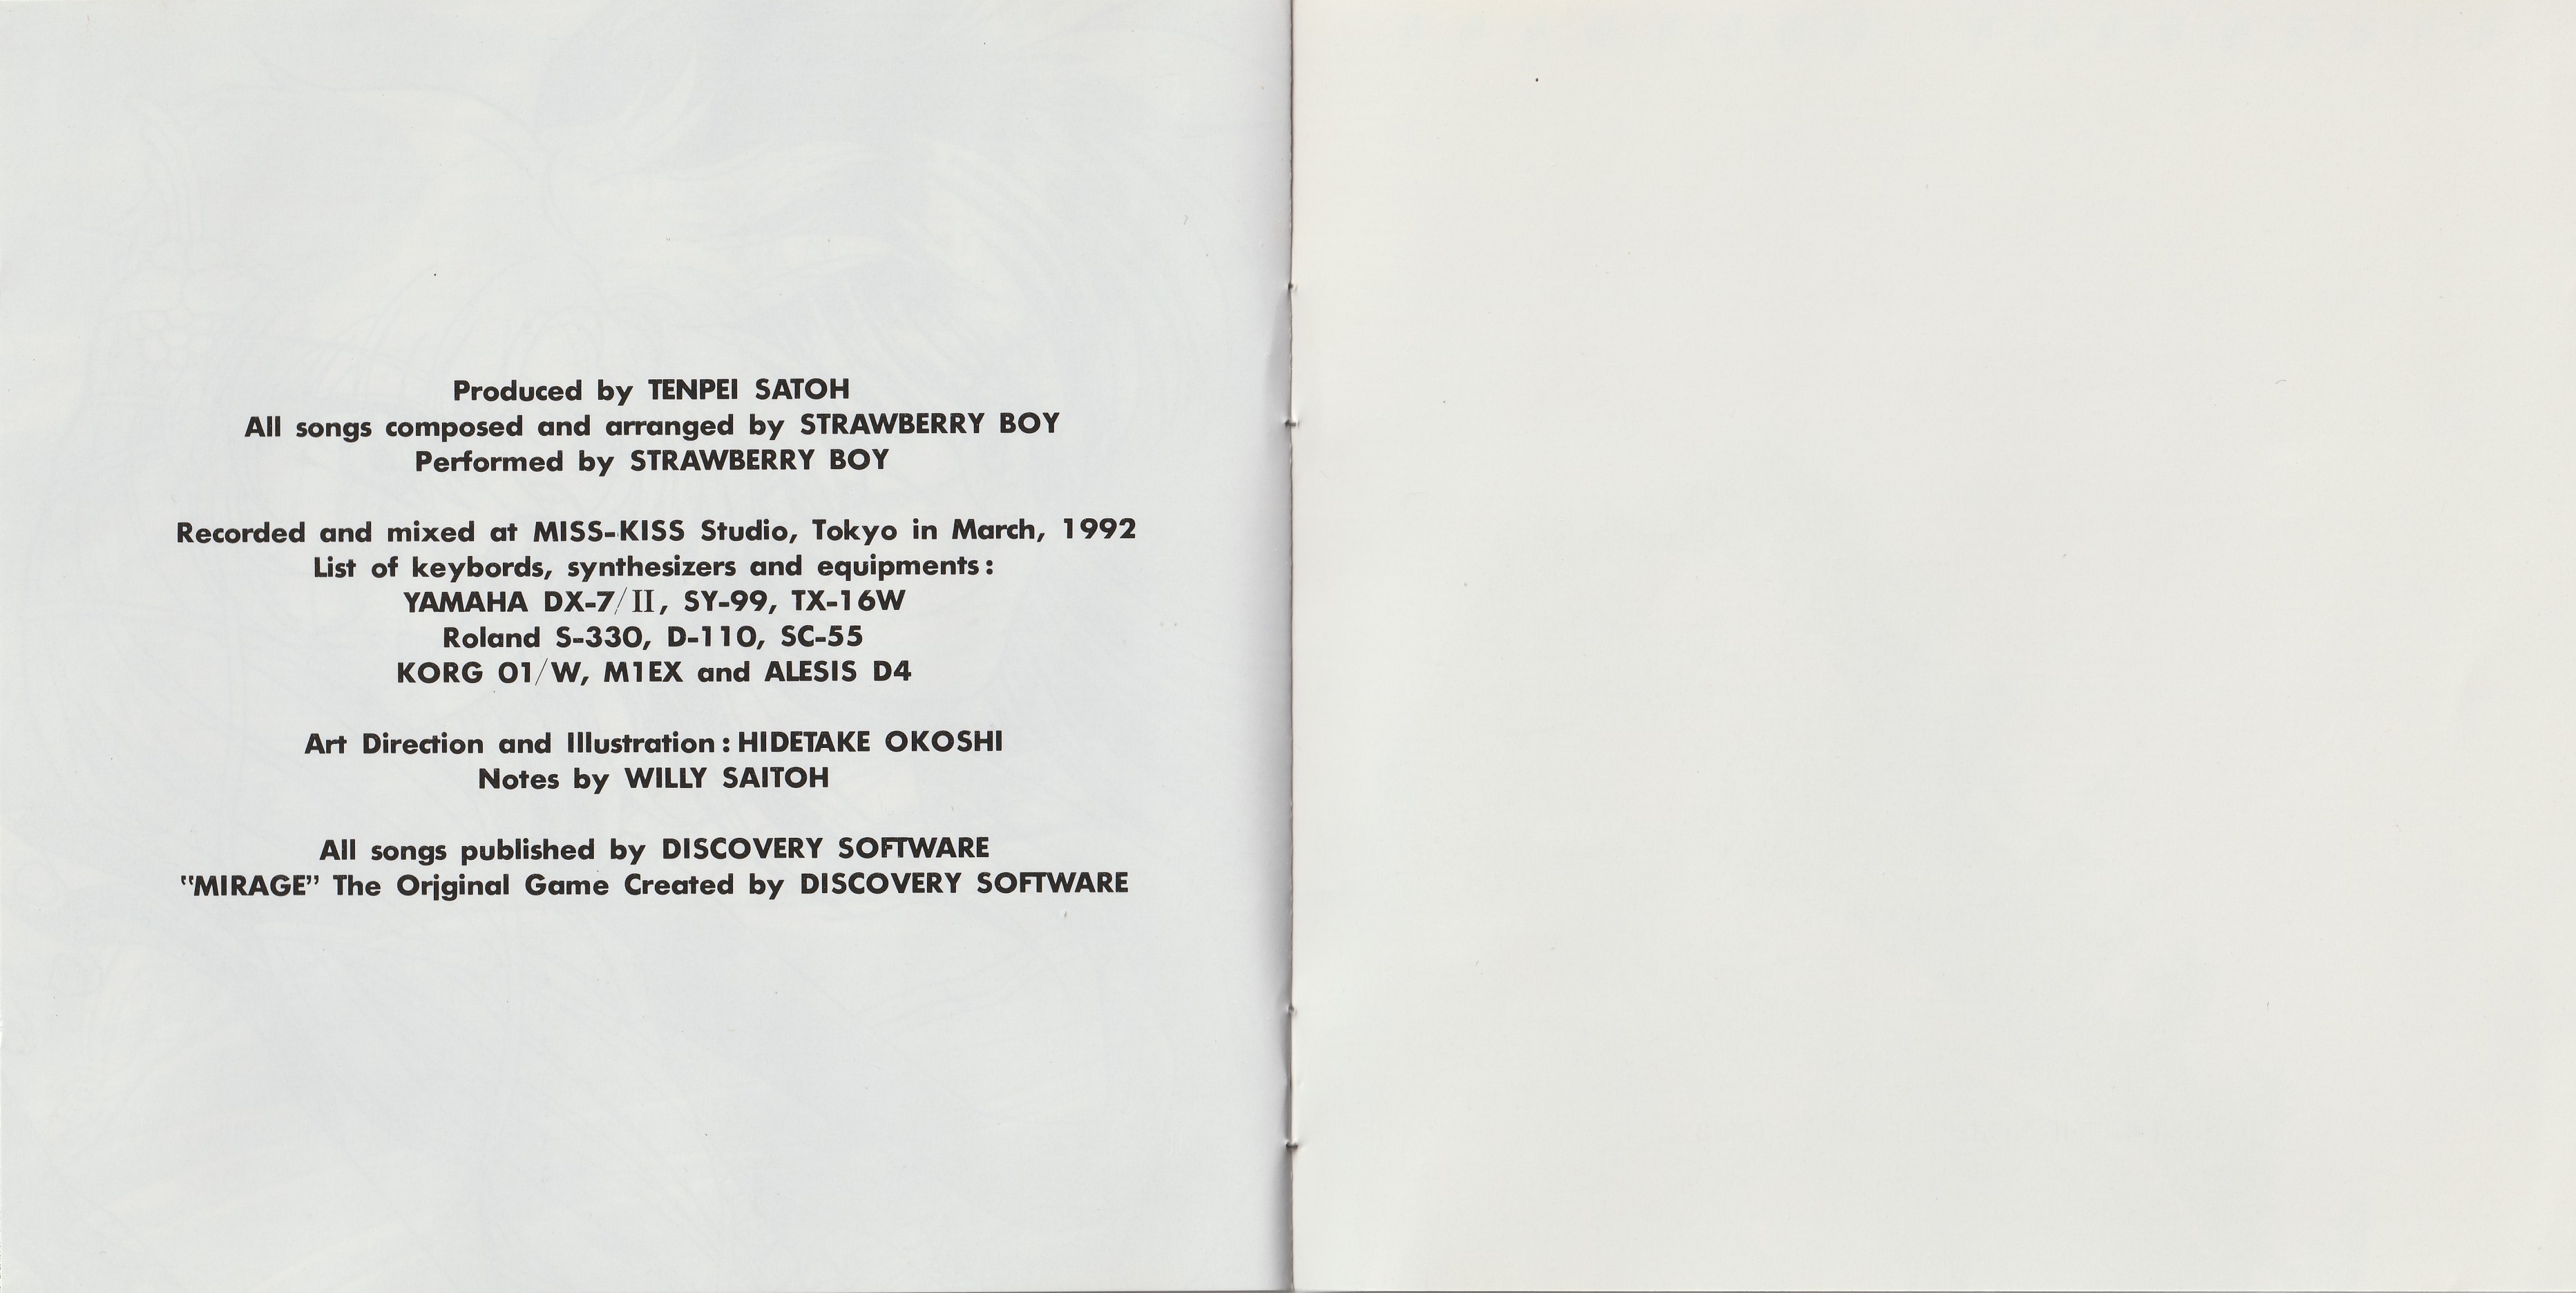 Produced by TENPEI SATOH
All songs composed and arranged by STRAWBERRY BOY
Performed by STRAWBERRY BOY
Recorded and mixed at MISS-KISS Studio, Tokyo in March, 1992
List of keybords, synthesizers and equipments:
YAMAHA DX-7/II, SY-99, TX-16W
Roland S-330, D-110, SC-55
KORG 01/W, M1EX and ALESIS D4
Art Direction and Illustration: HIDETAKE OKOSHI
Notes by WILLY SAITOH
All songs published by DISCOVERY SOFTWARE
"MIRAGE" The Original Game Created by DISCOVERY SOFTWARE